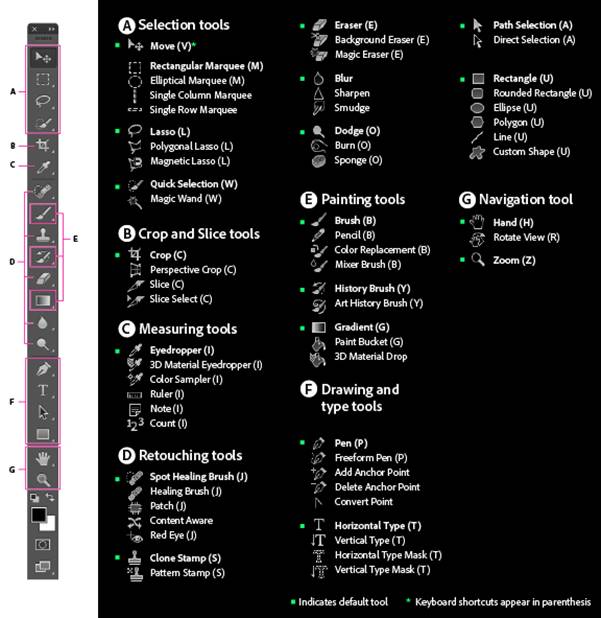 A
B
C
D
E
F
G
A Selection tools
Move (V)*
Rectangular Marquee (M)
Elliptical Marquee (M)
Single Column Marquee
Single Row Marquee
Lasso (L)
Polygonal Lasso (L)
Magnetic Lasso (L)
Quick Selection (W)
Magic Wand (W)
B Crop and Slice tools
Crop (C)
Perspective Crop (C)
Slice (C)
Slice Select (C)
C Measuring tools
Eyedropper (I)
3D Material Eyedropper (I)
Color Sampler (I)
Ruler (I)
Note (I)
Count (I)
D Retouching tools
Spot Healing Brush (J)
Healing Brush (J)
Patch (J)
Content Aware
Red Eye (J)
Clone Stamp (S)
Pattern Stamp (S)
Eraser (E)
Background Eraser (E)
Magic Eraser (E)
Blur
Sharpen
Smudge
Dodge (O)
Burn (O)
Sponge (O)
E Painting tools
Brush (B)
Pencil (B)
Color Replacement (B)
Mixer Brush (B)
History Brush (Y)
Art History Brush (Y)
Gradient (G)
Paint Bucket (G)
3D Material Drop
F Drawing and
type tools
Pen (P)
Freeform Pen (P)
Add Anchor Point
Delete Anchor Point
Convert Point
Horizontal Type (T)
Vertical Type (T)
Horizontal Type Mask (T)
Vertical Type Mask (T)
Path Selection (A)
Direct Selection (A)
Rectangle (U)
Rounded Rectangle (U)
Ellipse (U)
Polygon (U)
Line (U)
Custom Shape (U)
G Navigation tool
Hand (H)
Rotate View (R)
Zoom (Z)
Indicates default tool * Keyboard shortcuts appear in parenthesis